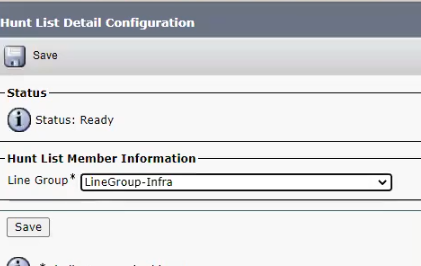 Hunt List Detail Configuration
Save
Status
Status: Ready
Hunt List Member Information
Line Group* LineGroup-Infra
Save